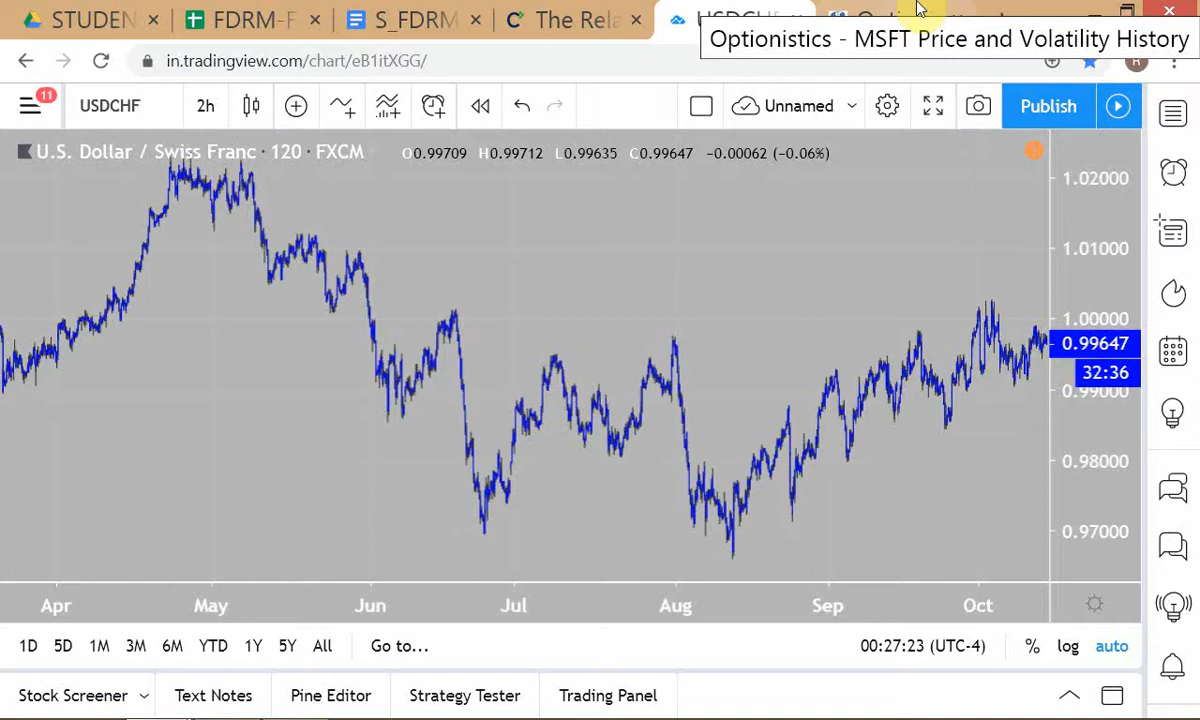 STUDEN
FDRM-F
S_FDRM
The Rela
Optionistics - MSFT Price and Volatility History
in.tradingview.com/chart/eB1itXGG/
R
11
USDCHF
2h
Unnamed
Publish
U.S. Dollar / Swiss Franc · 120 · FXCM
O0.99709 H0.99712 L0.99635 C0.99647 −0.00062 (−0.06%)
1.02000
1.01000
1.00000
0.99647
32:36
0.99000
0.98000
0.97000
Apr May Jun Jul Aug Sep Oct
1D 5D 1M 3M 6M YTD 1Y 5Y All Go to...
00:27:23 (UTC-4) % log auto
Stock Screener Text Notes Pine Editor Strategy Tester Trading Panel